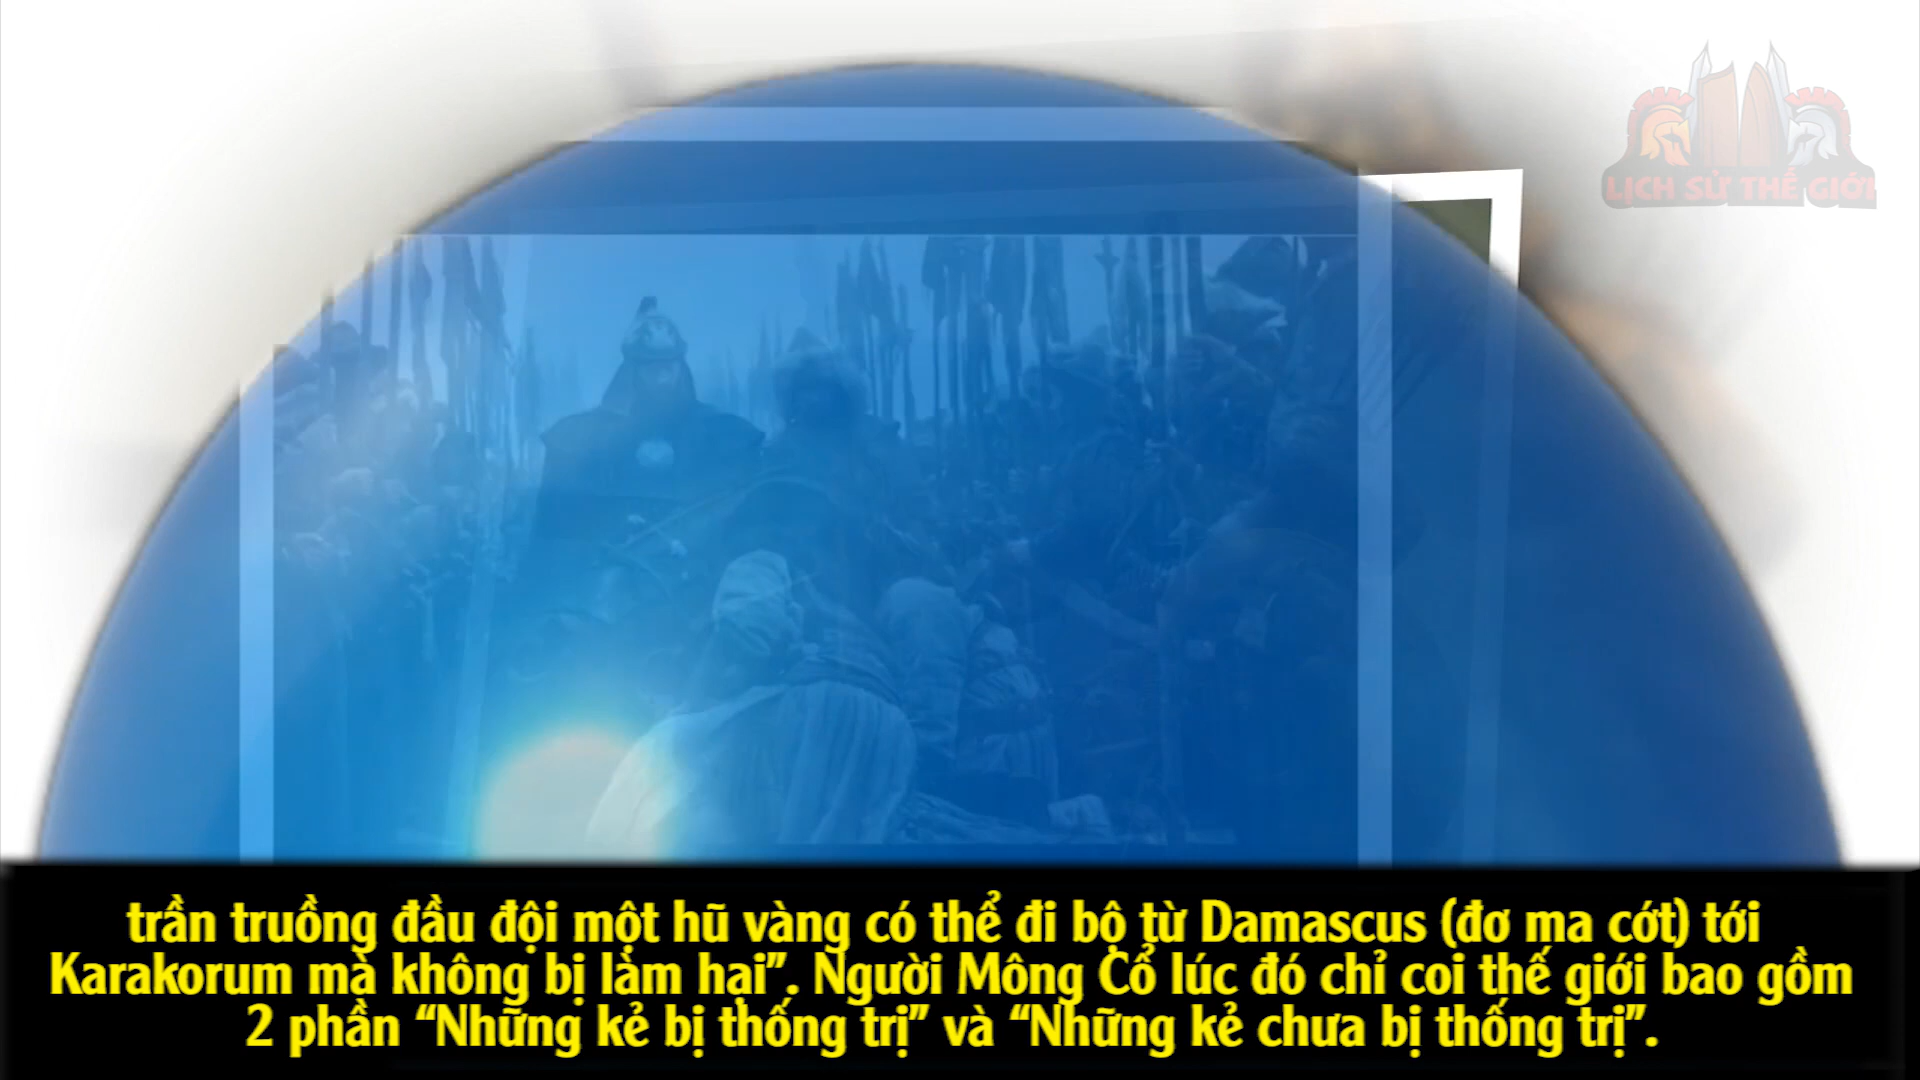 LỊCH SỬ THẾ GIỚI
trần truồng đầu đội một hũ vàng có thể đi bộ từ Damascus (đơ ma cớt) tới
Karakorum mà không bị làm hại”. Người Mông Cổ lúc đó chỉ coi thế giới bao gồm
2 phần “Những kẻ bị thống trị” và “Những kẻ chưa bị thống trị”.